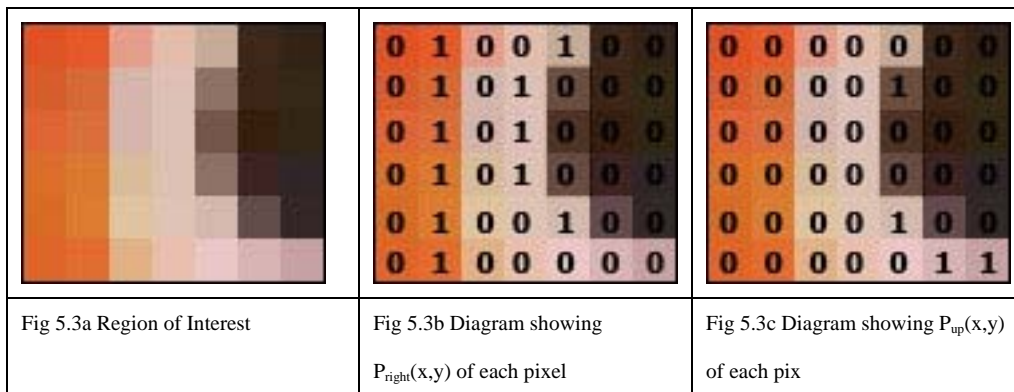 0 1 0 0 1 0 0
0 1 0 1 0 0 0
0 1 0 1 0 0 0
0 1 0 1 0 0 0
0 1 0 0 1 0 0
0 1 0 0 0 0 0
0 0 0 0 0 0 0
0 0 0 0 1 0 0
0 0 0 0 0 0 0
0 0 0 0 0 0 0
0 0 0 0 1 0 0
0 0 0 0 0 1 1
Fig 5.3a Region of Interest
Fig 5.3b Diagram showing
Pright(x,y) of each pixel
Fig 5.3c Diagram showing Pup(x,y)
of each pix